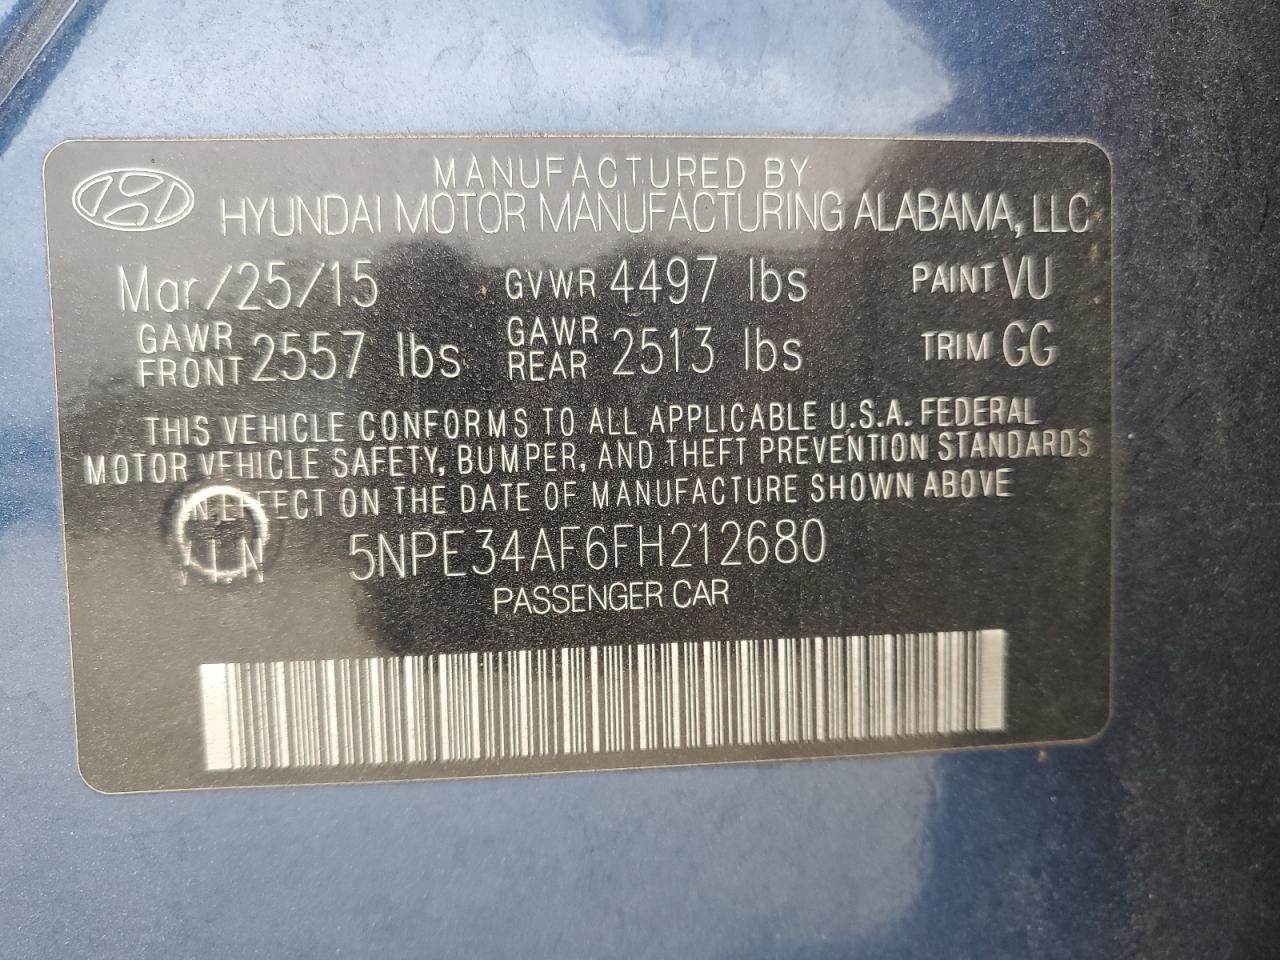 MANUFACTURED BY
HYUNDAI MOTOR MANUFACTURING ALABAMA, LLC
Mar/25/15 GVWR 4497 lbs PAINT VU
GAWR FRONT 2557 lbs GAWR REAR 2513 lbs TRIM GG
THIS VEHICLE CONFORMS TO ALL APPLICABLE U.S.A. FEDERAL
MOTOR VEHICLE SAFETY, BUMPER, AND THEFT PREVENTION STANDARDS
IN EFFECT ON THE DATE OF MANUFACTURE SHOWN ABOVE
5NPE34AF6FH212680
PASSENGER CAR